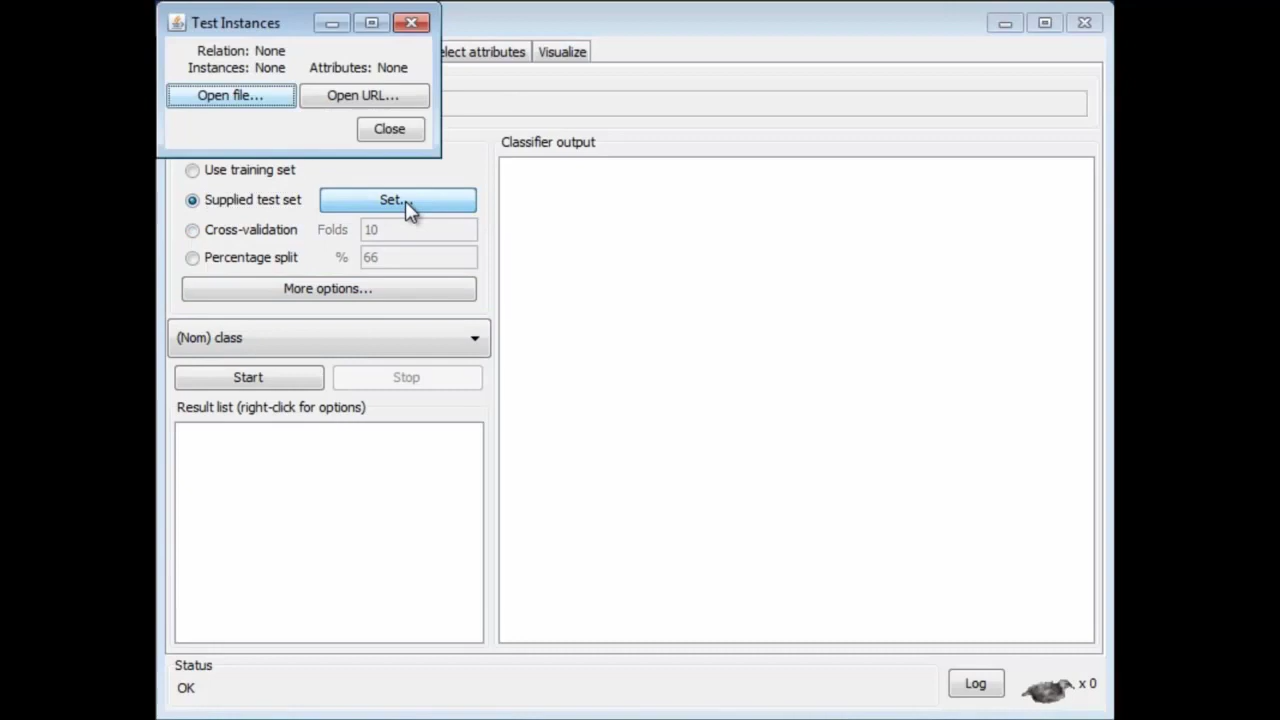 Test Instances
Relation: None
Instances: None Attributes: None
Open file... Open URL...
Close
elect attributes Visualize
Classifier output
Use training set
Supplied test set Set...
Cross-validation Folds 10
Percentage split % 66
More options...
(Nom) class
Start Stop
Result list (right-click for options)
Status
OK
Log x 0